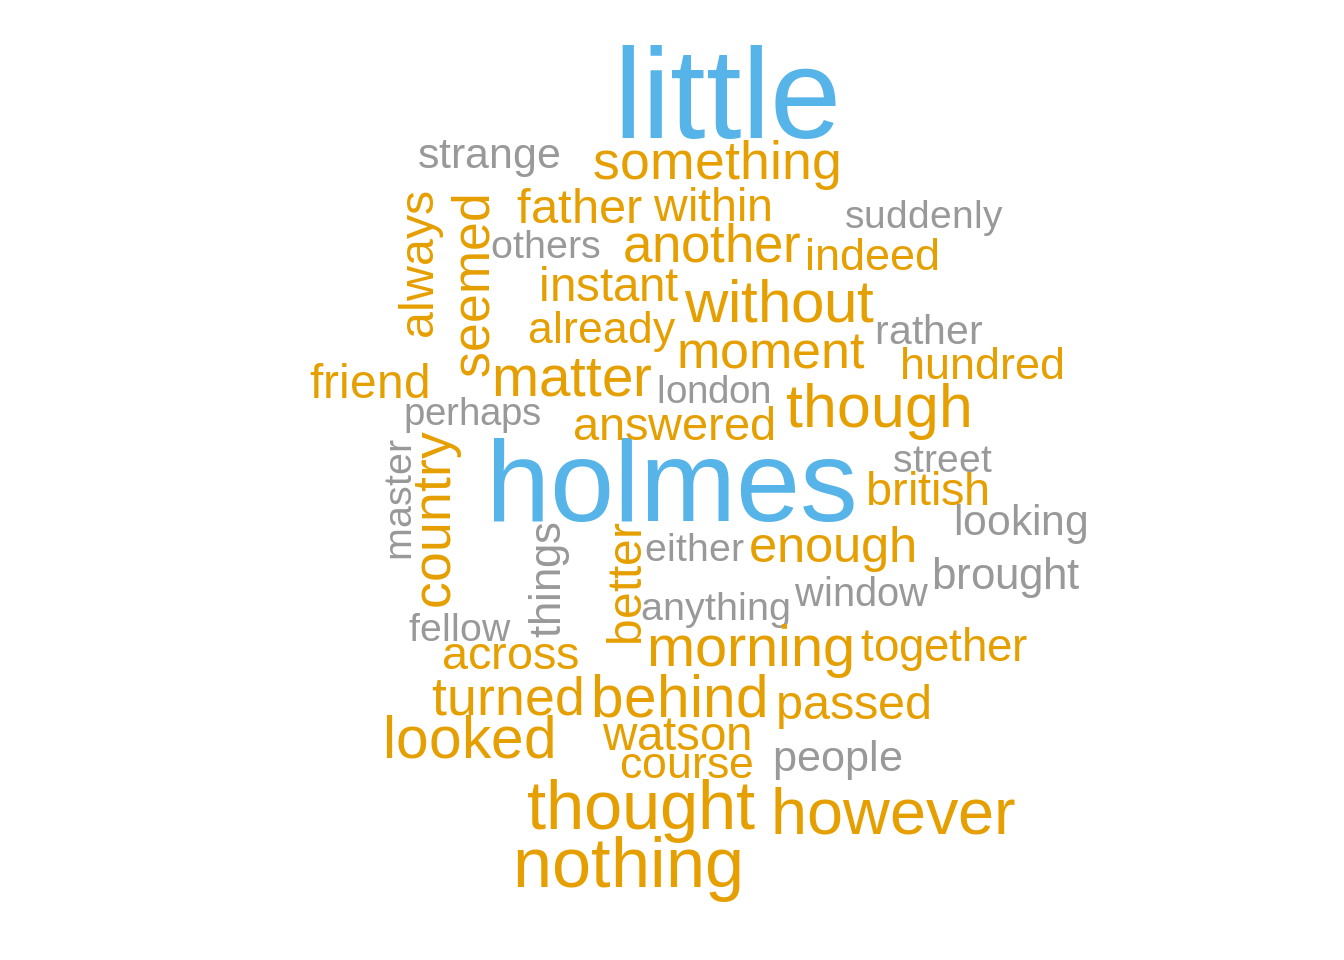 little
strange
something
always
seemed
father
within
suddenly
others
another
indeed
instant
without
already
rather
moment
hundred
friend
matter
london
though
perhaps
answered
master
country
holmes
street
british
looking
things
better
either
enough
brought
window
anything
fellow
across
morning
together
turned
behind
passed
looked
watson
course
people
thought
however
nothing